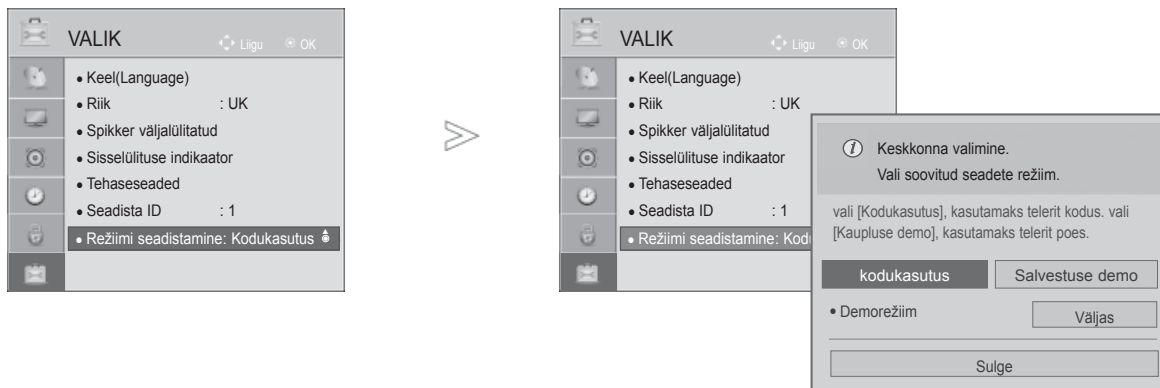 VALIK
Liigu
OK
• Keel(Language)
• Riik : UK
• Spikker väljalülitatud
• Sisselülituse indikaator
• Tehaseseaded
• Seadista ID : 1
• Režiimi seadistamine: Kodukasutus
VALIK
Liigu
OK
• Keel(Language)
• Riik : UK
• Spikker väljalülitatud
• Sisselülituse indikaator
• Tehaseseaded
• Seadista ID : 1
• Režiimi seadistamine: Kodu
Keskkonna valimine.
Vali soovitud seadete režiim.
vali [Kodukasutus], kasutamaks telerit kodus. vali
[Kaupluse demo], kasutamaks telerit poes.
kodukasutus
Salvestuse demo
• Demorežiim
Väljas
Sulge